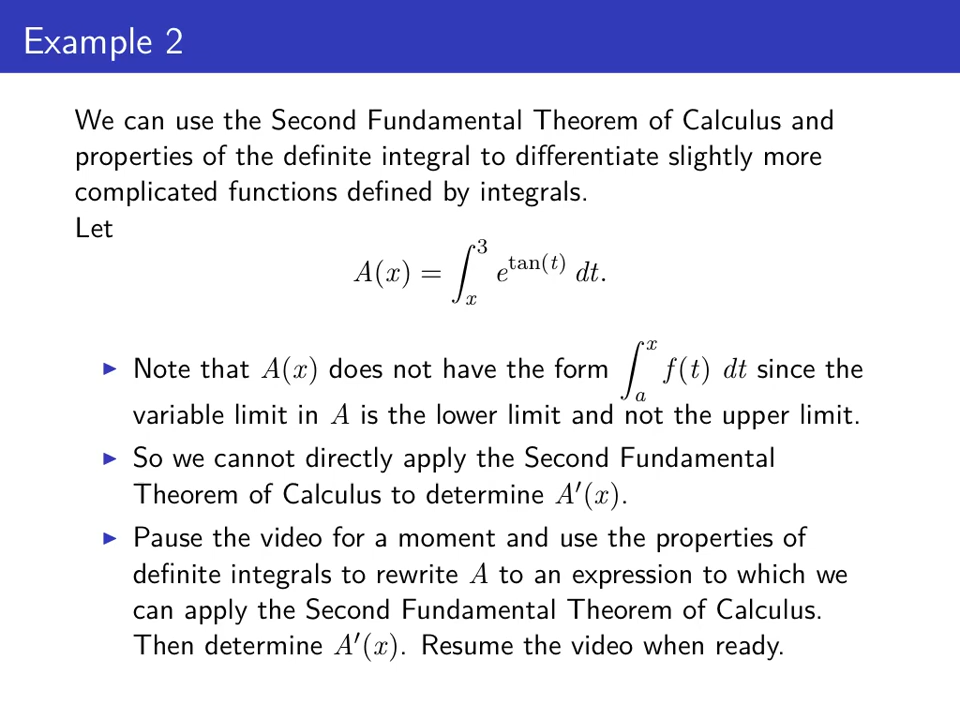 Example 2
We can use the Second Fundamental Theorem of Calculus and
properties of the definite integral to differentiate slightly more
complicated functions defined by integrals.
Let
$A(x) = \int_x^3 e^{\tan(t)} \, dt.$
▶ Note that $A(x)$ does not have the form $\int_a^x f(t) \, dt$ since the
variable limit in $A$ is the lower limit and not the upper limit.
▶ So we cannot directly apply the Second Fundamental
Theorem of Calculus to determine $A'(x)$.
▶ Pause the video for a moment and use the properties of
definite integrals to rewrite $A$ to an expression to which we
can apply the Second Fundamental Theorem of Calculus.
Then determine $A'(x)$. Resume the video when ready.